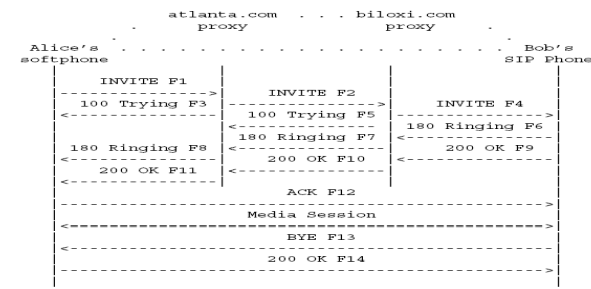 atlanta.com . . . biloxi.com
. proxy proxy .
. .
Alice's . . . . . . . . . . . . . . . . . . . . Bob's
softphone SIP Phone
INVITE F1
INVITE F2
100 Trying F3 INVITE F4
100 Trying F5
180 Ringing F6
180 Ringing F7
180 Ringing F8 200 OK F9
200 OK F10
200 OK F11
ACK F12
Media Session
BYE F13
200 OK F14